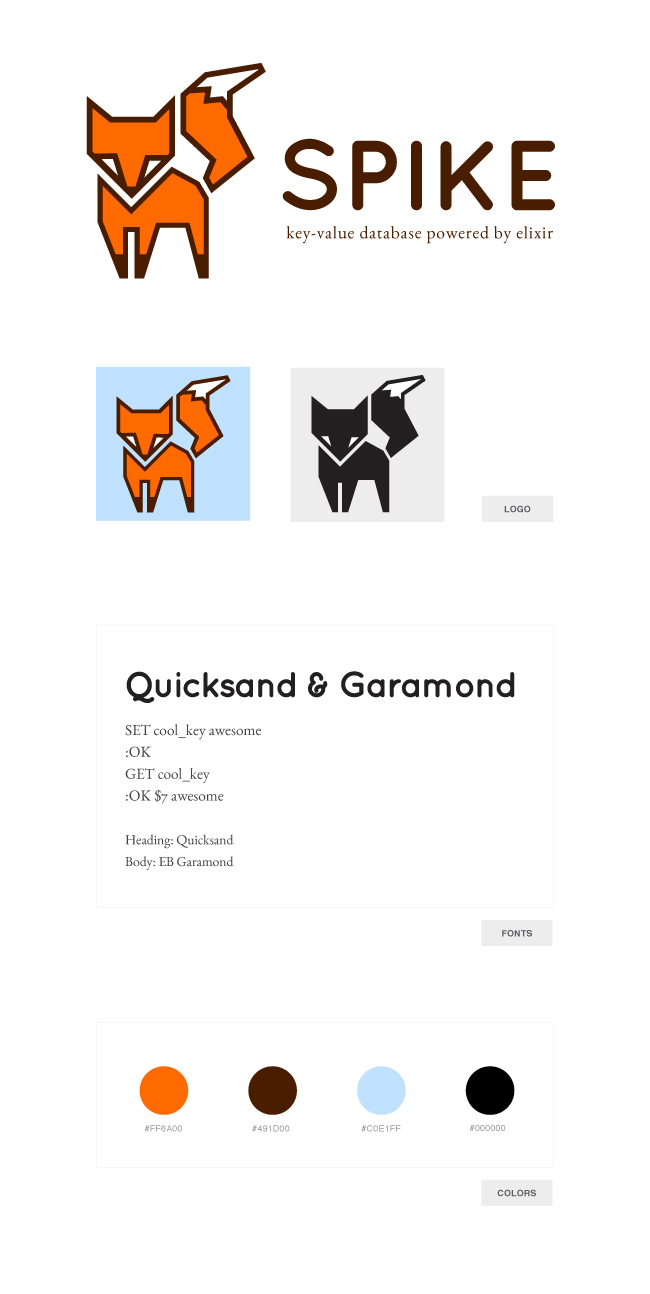 SPIKE
key-value database powered by elixir
LOGO
Quicksand & Garamond
SET cool_key awesome
:OK
GET cool_key
:OK $7 awesome
Heading: Quicksand
Body: EB Garamond
FONTS
#FF6A00 #491D00 #C0E1FF #000000
COLORS